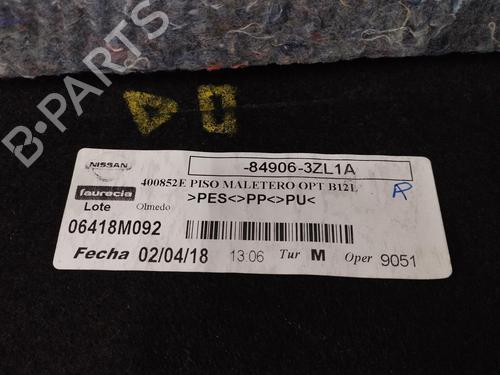 B-PARTS
NISSAN
-84906-3ZL1A
faurecia
400852E PISO MALETERO OPT B12L
Lote Olmedo
>PES<>PP<>PU<
06418M092
Fecha 02/04/18 13:06 Tur M Oper 9051